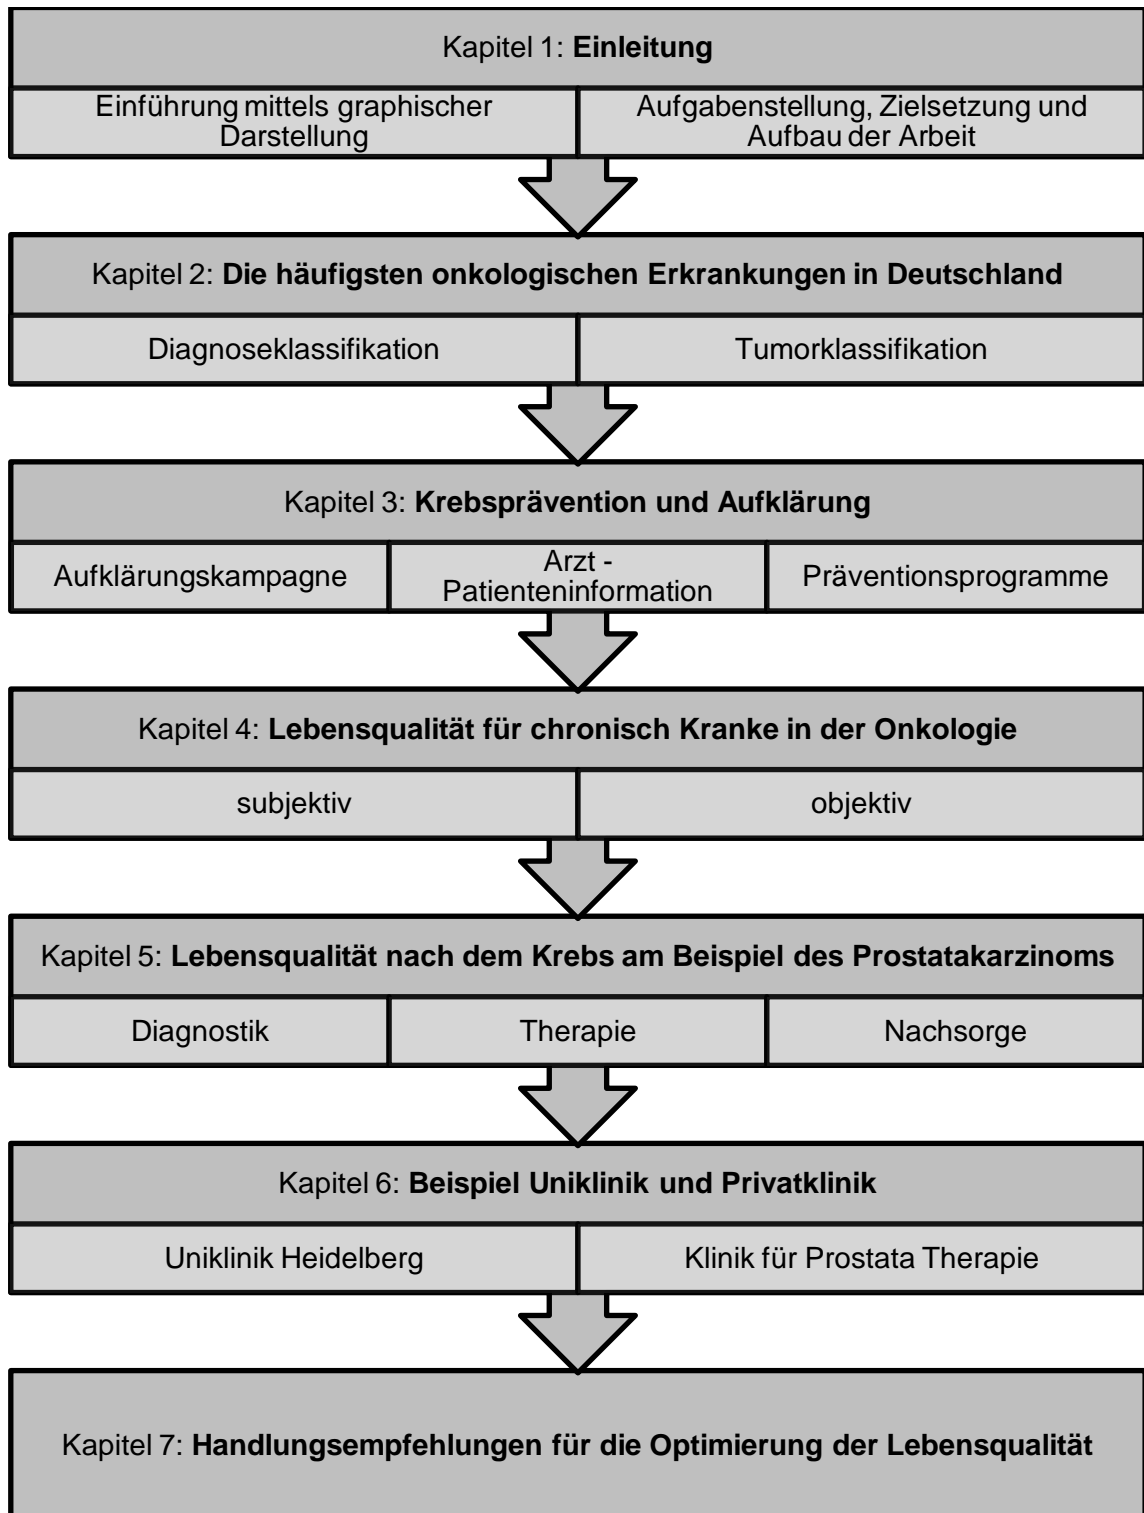 Kapitel 1: Einleitung
Einführung mittels graphischer
Darstellung
Aufgabenstellung, Zielsetzung und
Aufbau der Arbeit
Kapitel 2: Die häufigsten onkologischen Erkrankungen in Deutschland
Diagnoseklassifikation
Tumorklassifikation
Kapitel 3: Krebsprävention und Aufklärung
Aufklärungskampagne
Arzt -
Patienteninformation
Präventionsprogramme
Kapitel 4: Lebensqualität für chronisch Kranke in der Onkologie
subjektiv
objektiv
Kapitel 5: Lebensqualität nach dem Krebs am Beispiel des Prostatakarzinoms
Diagnostik
Therapie
Nachsorge
Kapitel 6: Beispiel Uniklinik und Privatklinik
Uniklinik Heidelberg
Klinik für Prostata Therapie
Kapitel 7: Handlungsempfehlungen für die Optimierung der Lebensqualität